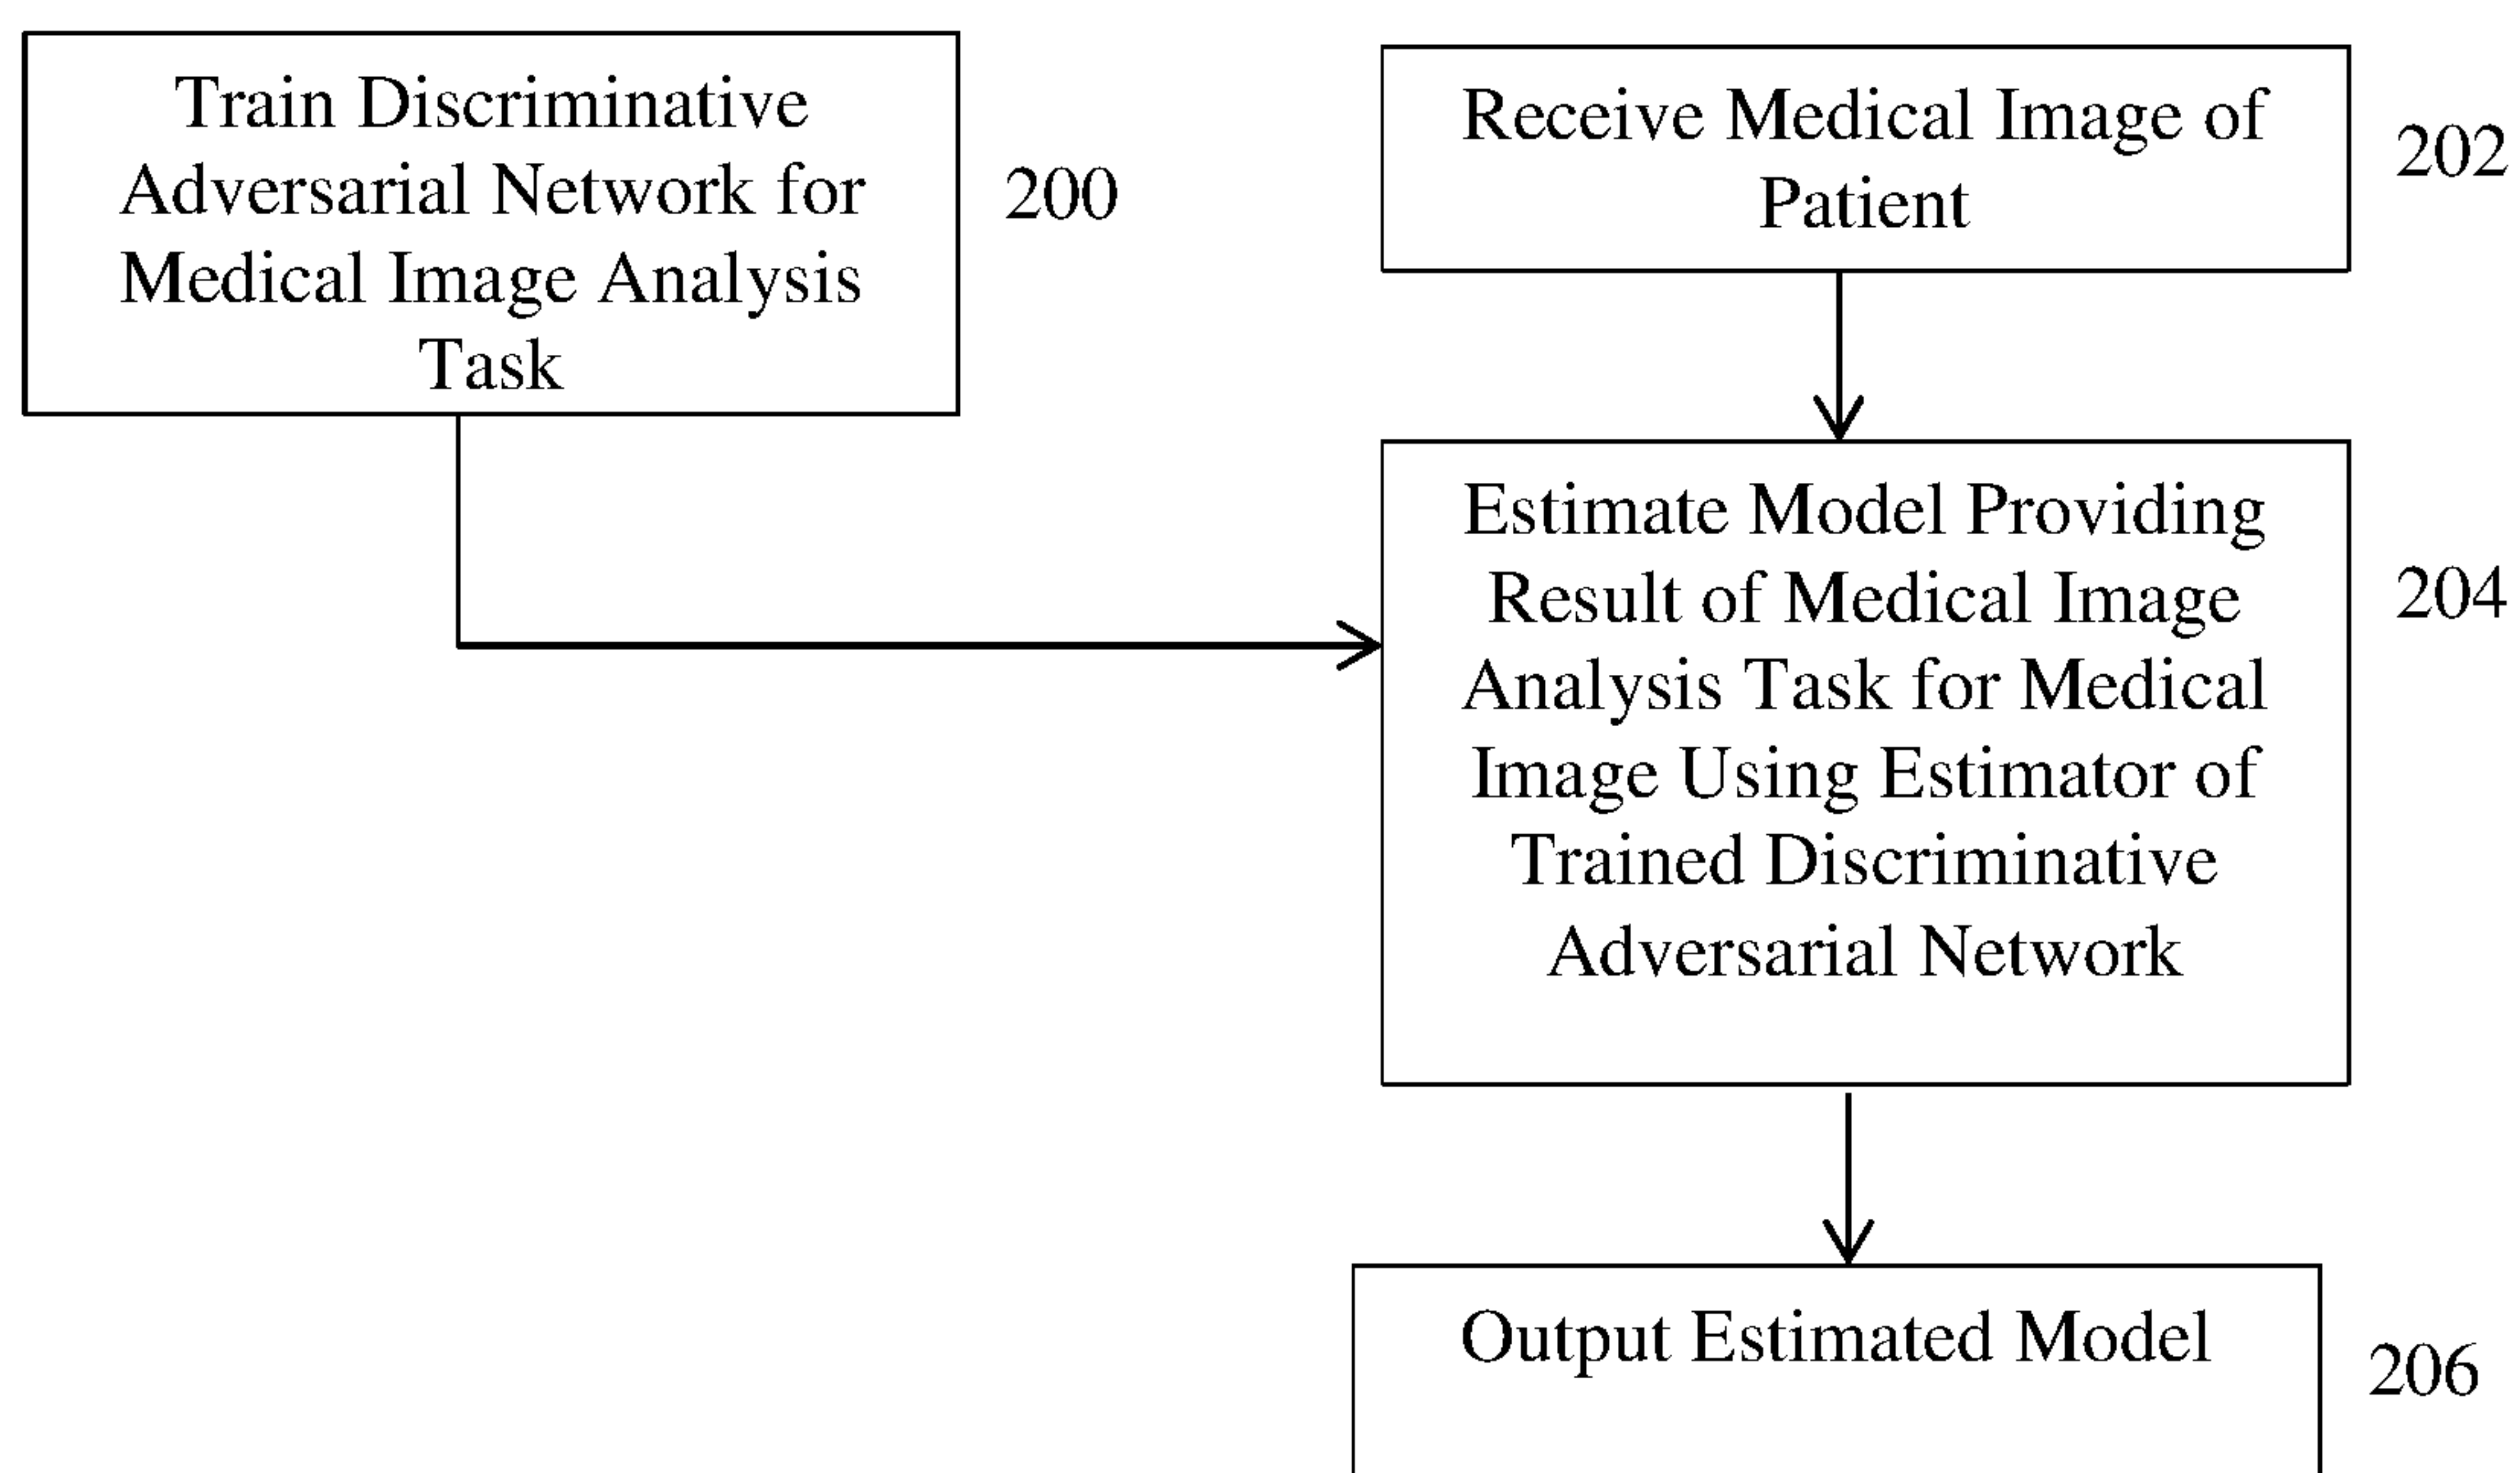 Train Discriminative
Adversarial Network for
Medical Image Analysis
Task
200
Receive Medical Image of
Patient
202
Estimate Model Providing
Result of Medical Image
Analysis Task for Medical
Image Using Estimator of
Trained Discriminative
Adversarial Network
204
Output Estimated Model
206